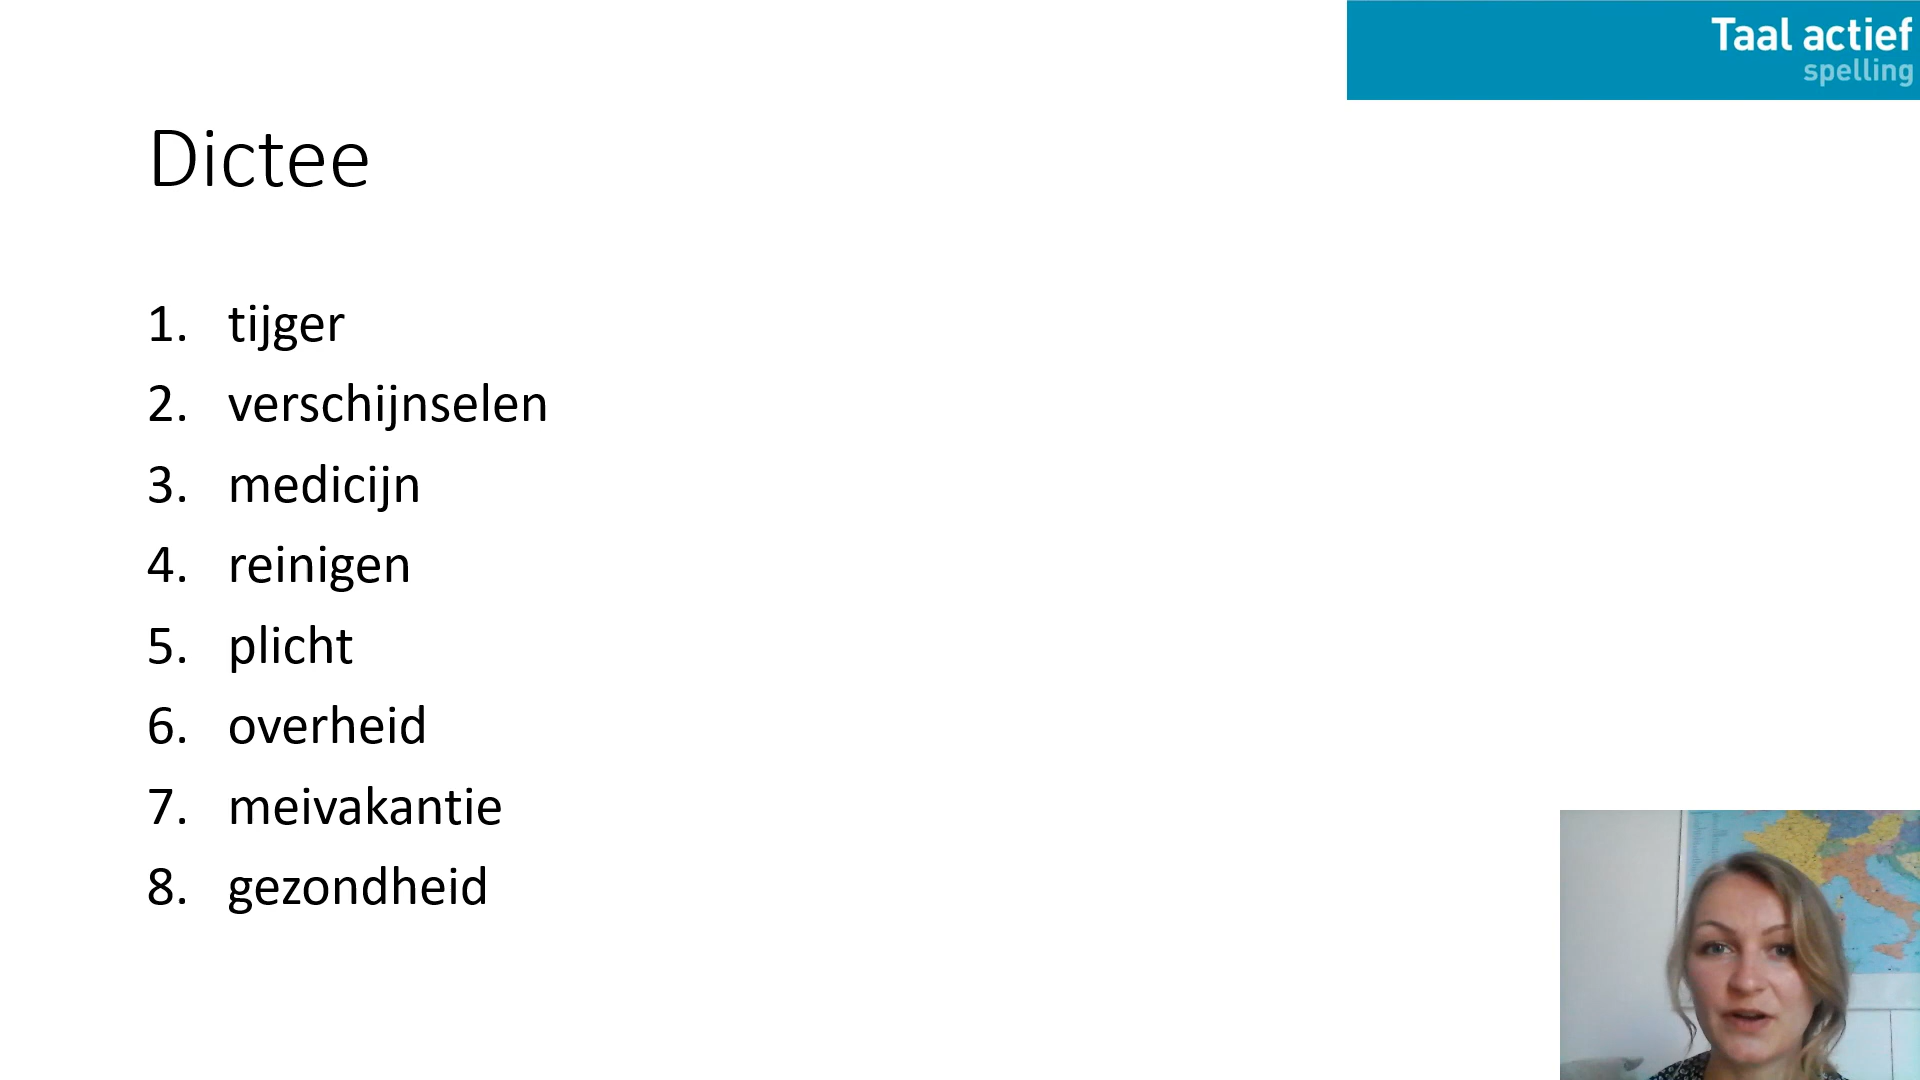 Taal actief
spelling
Dictee
1. tijger
2. verschijnselen
3. medicijn
4. reinigen
5. plicht
6. overheid
7. meivakantie
8. gezondheid